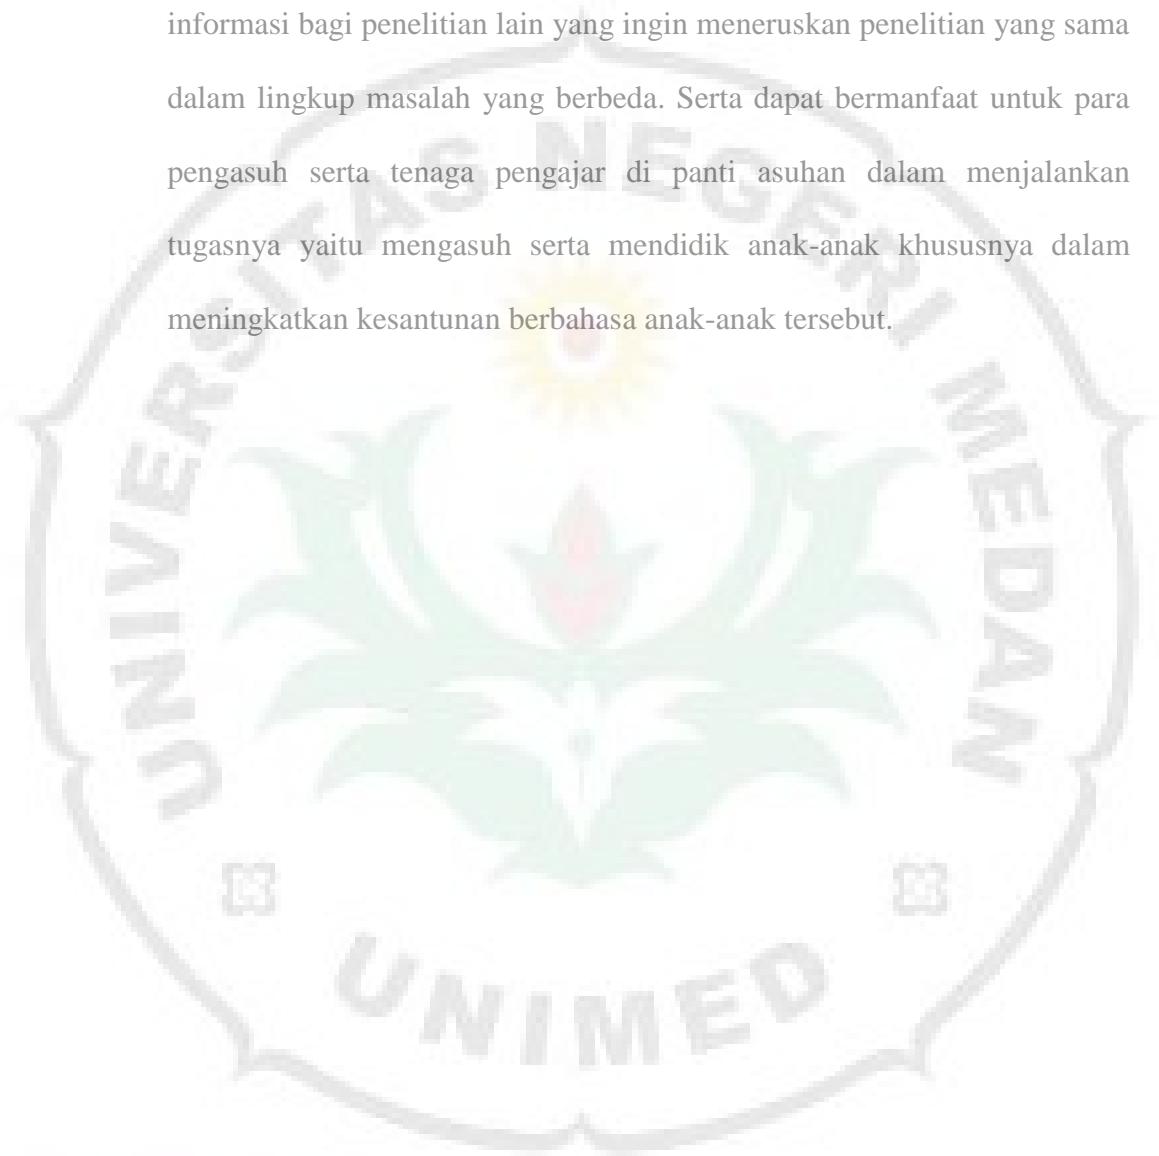 informasi bagi penelitian lain yang ingin meneruskan penelitian yang sama
dalam lingkup masalah yang berbeda. Serta dapat bermanfaat untuk para
pengasuh serta tenaga pengajar di panti asuhan dalam menjalankan
tugasnya yaitu mengasuh serta mendidik anak-anak khususnya dalam
meningkatkan kesantunan berbahasa anak-anak tersebut.
UNIVERSITAS NEGERI MEDAN
UNIMED